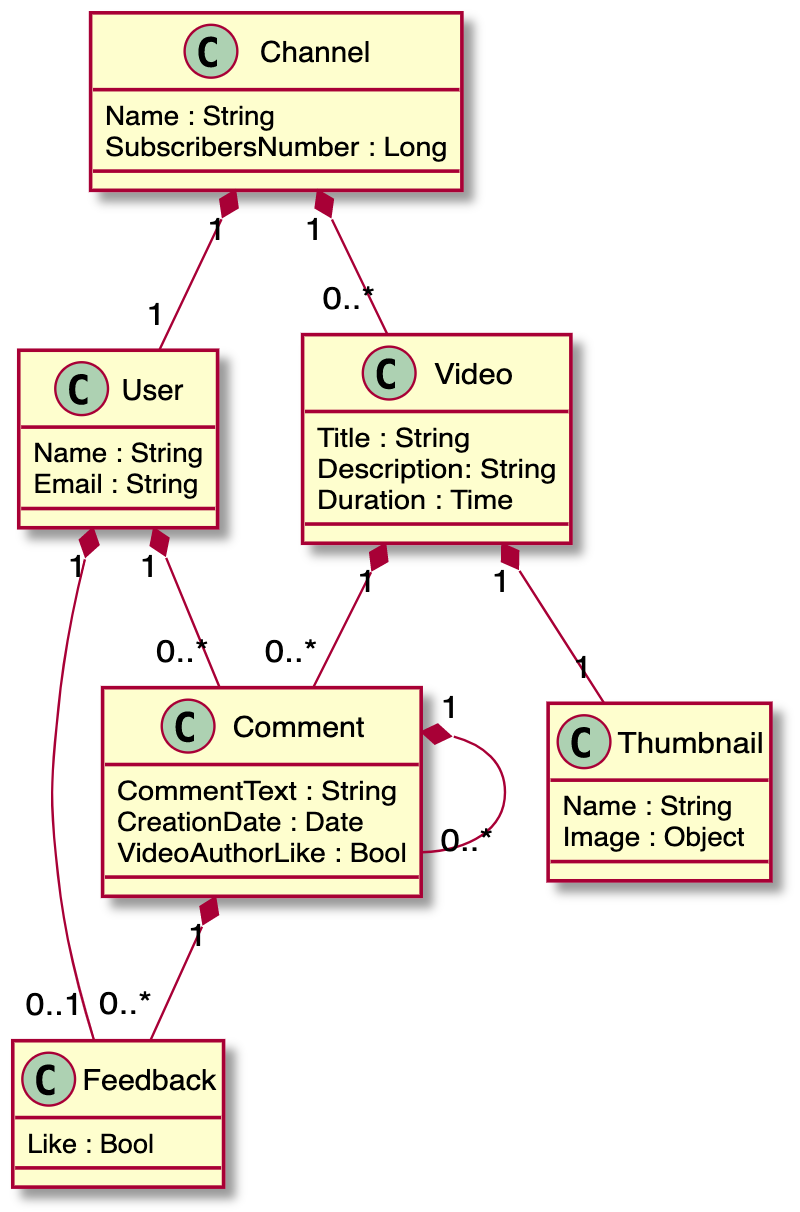 C Channel
Name : String
SubscribersNumber : Long
1 1
1 0..*
C User
Name : String
Email : String
C Video
Title : String
Description: String
Duration : Time
1 1 1 1
0..* 0..* 1
C Comment
CommentText : String
CreationDate : Date
VideoAuthorLike : Bool
1
0..*
C Thumbnail
Name : String
Image : Object
1
0..1 0..*
C Feedback
Like : Bool